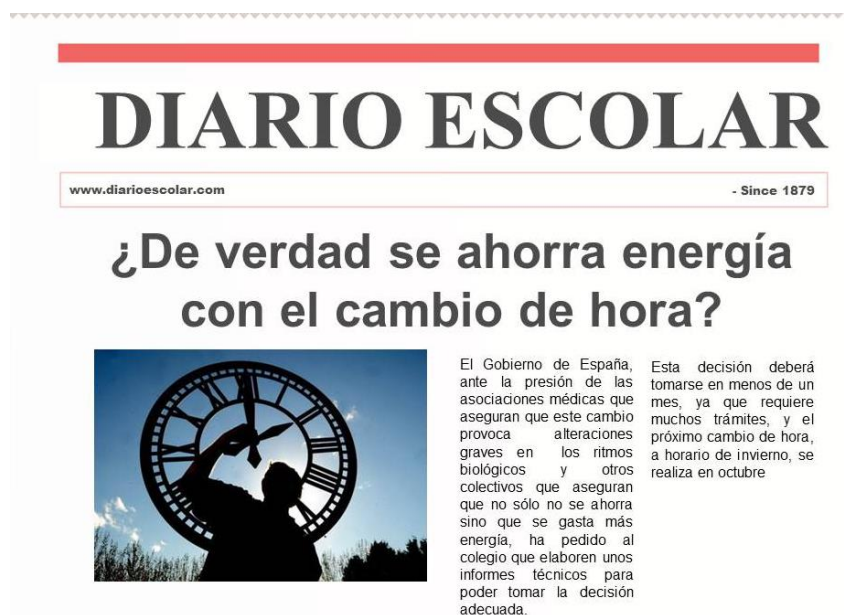 DIARIO ESCOLAR
www.diarioescolar.com
- Since 1879
¿De verdad se ahorra energía
con el cambio de hora?
El Gobierno de España,
ante la presión de las
asociaciones médicas que
aseguran que este cambio
provoca alteraciones
graves en los ritmos
biológicos y otros
colectivos que aseguran
que no sólo no se ahorra
sino que se gasta más
energía, ha pedido al
colegio que elaboren unos
informes técnicos para
poder tomar la decisión
adecuada.
Esta decisión deberá
tomarse en menos de un
mes, ya que requiere
muchos trámites, y el
próximo cambio de hora,
a horario de invierno, se
realiza en octubre